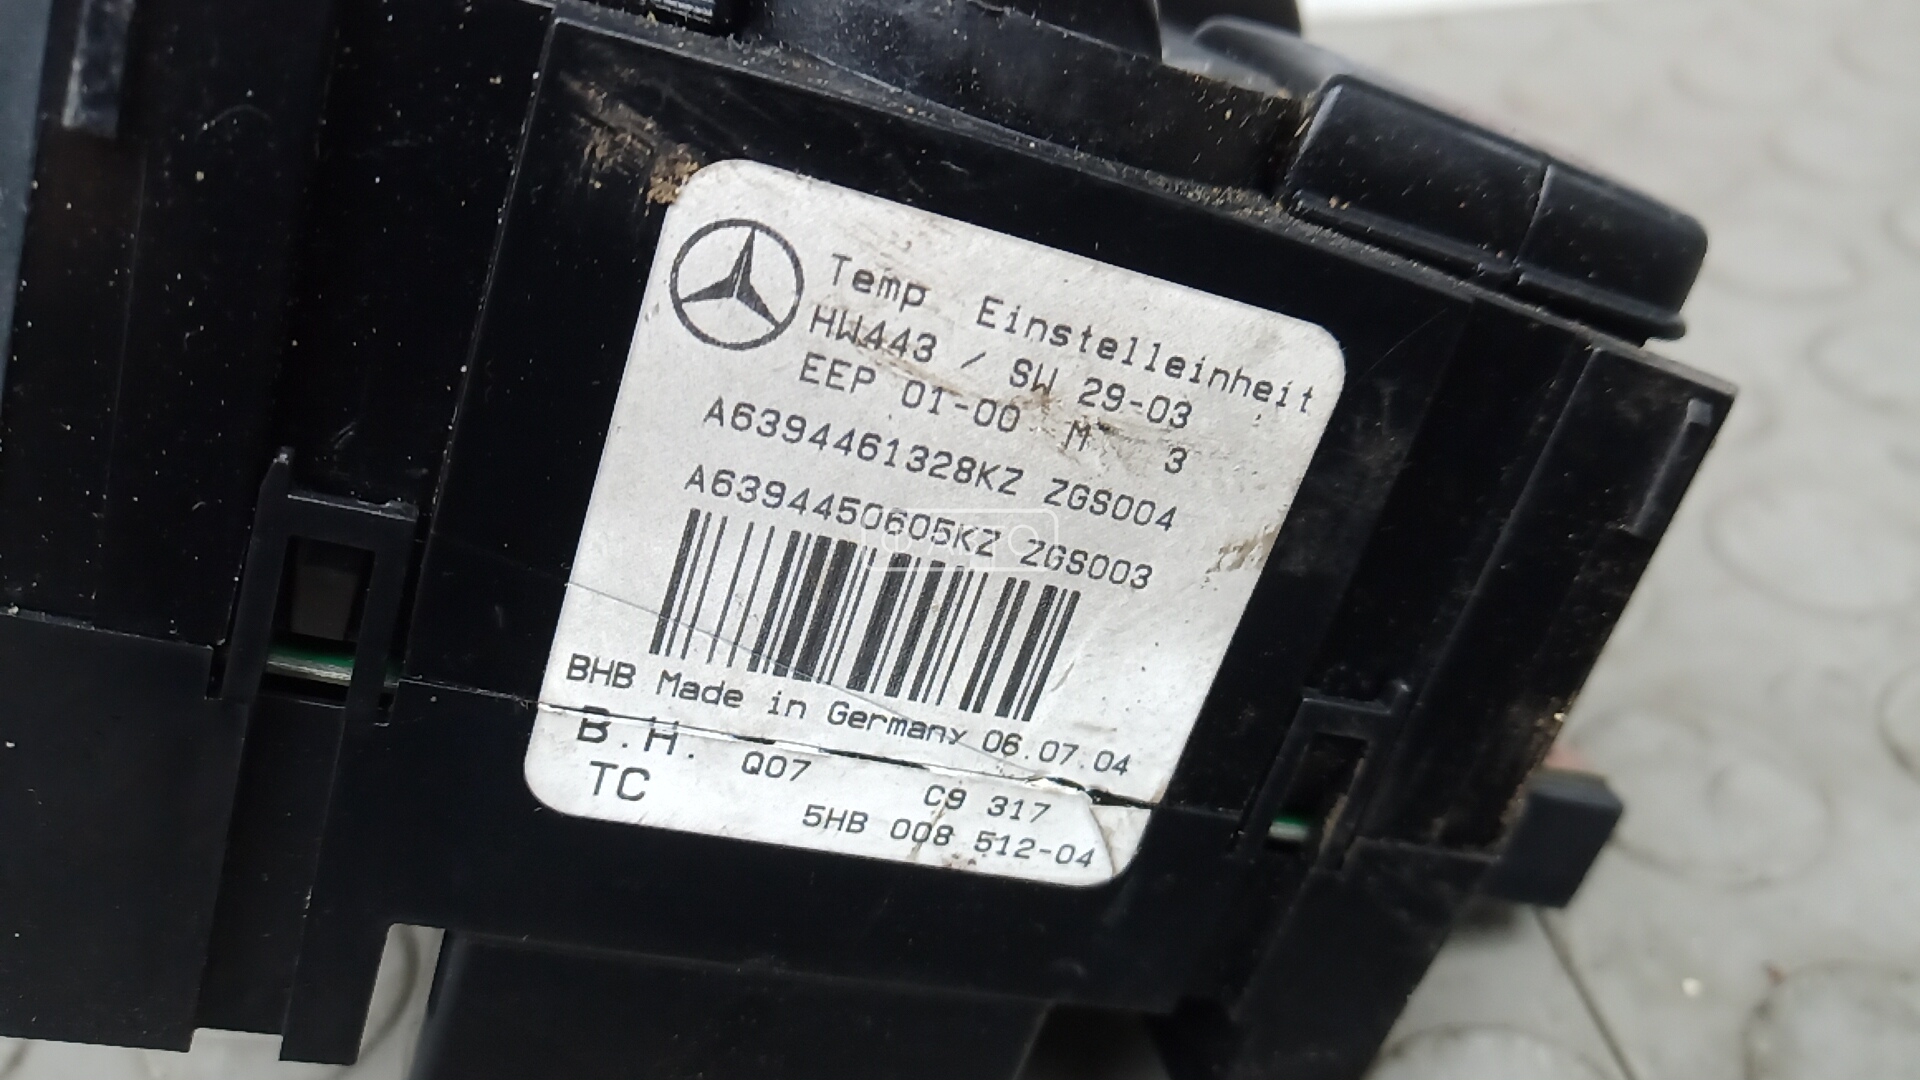 Temp Einstelleinheit
HW443 / SW 29-03
EEP 01-00 M 3
A6394461328KZ ZGS004
A6394450605KZ ZGS003
BHB Made in Germany 06.07.04
B.H. Q07 C9 317
TC 5HB 008 512-04